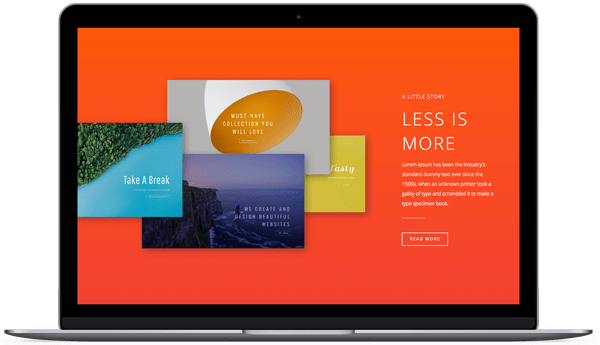 A LITTLE STORY
LESS IS
MORE
Lorem Ipsum has been the industry's
standard dummy text ever since the
1500s, when an unknown printer took a
galley of type and scrambled it to make a
type specimen book.
READ MORE
MUST-HAVE
COLLECTION YOU
WILL LOVE
Take A Break
Tasty
WE CREATE AND
DESIGN BEAUTIFUL
WEBSITES